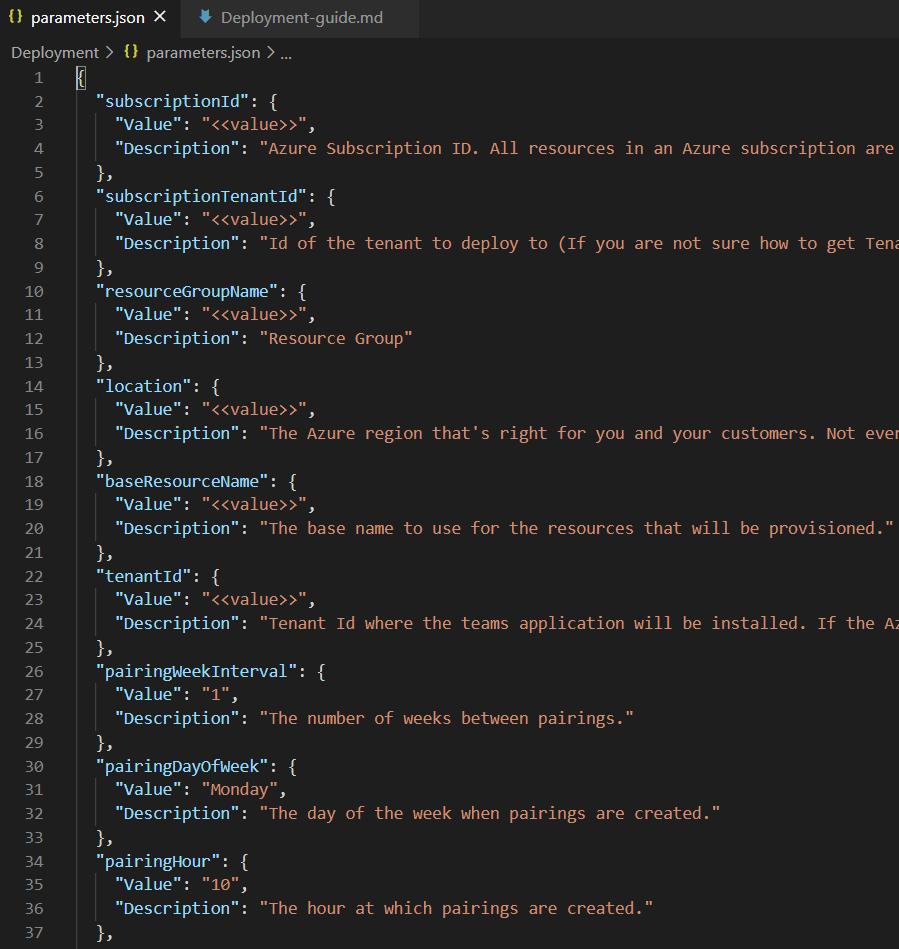 {} parameters.json × Deployment-guide.md
Deployment > {} parameters.json > ...
1 {
2 "subscriptionId": {
3 "Value": "<<value>>",
4 "Description": "Azure Subscription ID. All resources in an Azure subscription are
5 },
6 "subscriptionTenantId": {
7 "Value": "<<value>>",
8 "Description": "Id of the tenant to deploy to (If you are not sure how to get Tena
9 },
10 "resourceGroupName": {
11 "Value": "<<value>>",
12 "Description": "Resource Group"
13 },
14 "location": {
15 "Value": "<<value>>",
16 "Description": "The Azure region that's right for you and your customers. Not ever
17 },
18 "baseResourceName": {
19 "Value": "<<value>>",
20 "Description": "The base name to use for the resources that will be provisioned."
21 },
22 "tenantId": {
23 "Value": "<<value>>",
24 "Description": "Tenant Id where the teams application will be installed. If the Az
25 },
26 "pairingWeekInterval": {
27 "Value": "1",
28 "Description": "The number of weeks between pairings."
29 },
30 "pairingDayOfWeek": {
31 "Value": "Monday",
32 "Description": "The day of the week when pairings are created."
33 },
34 "pairingHour": {
35 "Value": "10",
36 "Description": "The hour at which pairings are created."
37 },